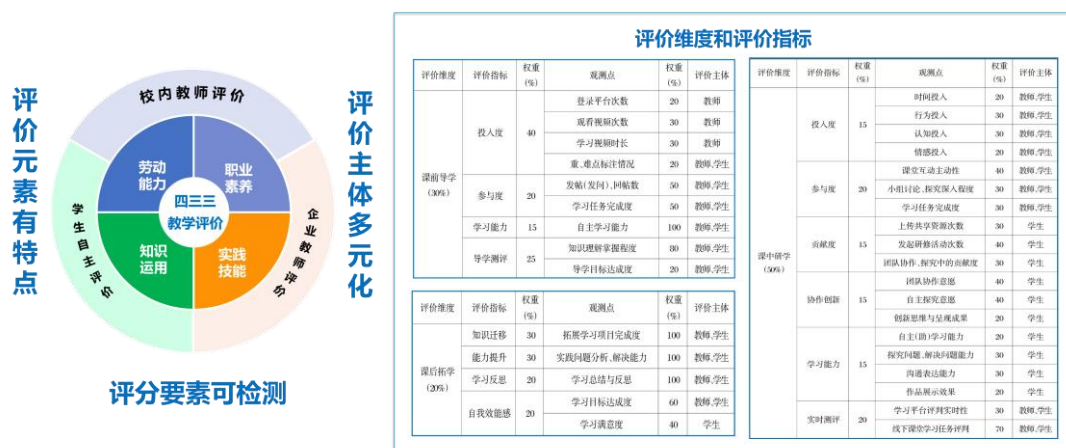 评价元素有特点
校内教师评价
学生自主评价
企业教师评价
劳动能力
职业素养
四三三
教学评价
知识运用
实践技能
评价主体多元化
评分要素可检测
评价维度和评价指标
评价维度 评价指标 权重(%) 观测点 权重(%) 评价主体
课前导学(30%) 投入度 40 登录平台次数 20 教师
观看视频次数 30 教师
学习视频时长 30 教师
重、难点标注情况 20 教师,学生
参与度 20 发帖(发问)、回帖数 50 教师,学生
学习任务完成度 50 教师,学生
学习能力 15 自主学习能力 100 教师,学生
导学测评 25 知识理解掌握程度 80 教师,学生
导学目标达成度 20 教师,学生
评价维度 评价指标 权重(%) 观测点 权重(%) 评价主体
课后拓学(20%) 知识迁移 30 拓展学习项目完成度 100 教师,学生
能力提升 30 实践问题分析、解决能力 100 教师,学生
学习反思 20 学习总结与反思 100 教师,学生
自我效能感 20 学习目标达成度 60 教师,学生
学习满意度 40 学生
评价维度 评价指标 权重(%) 观测点 权重(%) 评价主体
课中研学(50%) 投入度 15 时间投入 20 教师,学生
行为投入 30 教师,学生
认知投入 30 教师,学生
情感投入 20 教师,学生
参与度 20 课堂互动主动性 40 教师,学生
小组讨论、探究深入程度 30 教师,学生
学习任务完成度 30 教师,学生
贡献度 15 上传共享资源次数 30 学生
发起研修活动次数 40 学生
团队协作、探究中的贡献度 30 学生
协作创新 15 团队协作意愿 40 学生
自主探究意愿 40 学生
创新思维与呈现成果 20 学生
学习能力 15 自主(助)学习能力 20 学生
探究问题、解决问题能力 30 学生
沟通表达能力 30 学生
作品展示效果 20 学生
实时测评 20 学习平台评判实时性 30 教师,学生
线下课堂学习任务评判 70 教师,学生